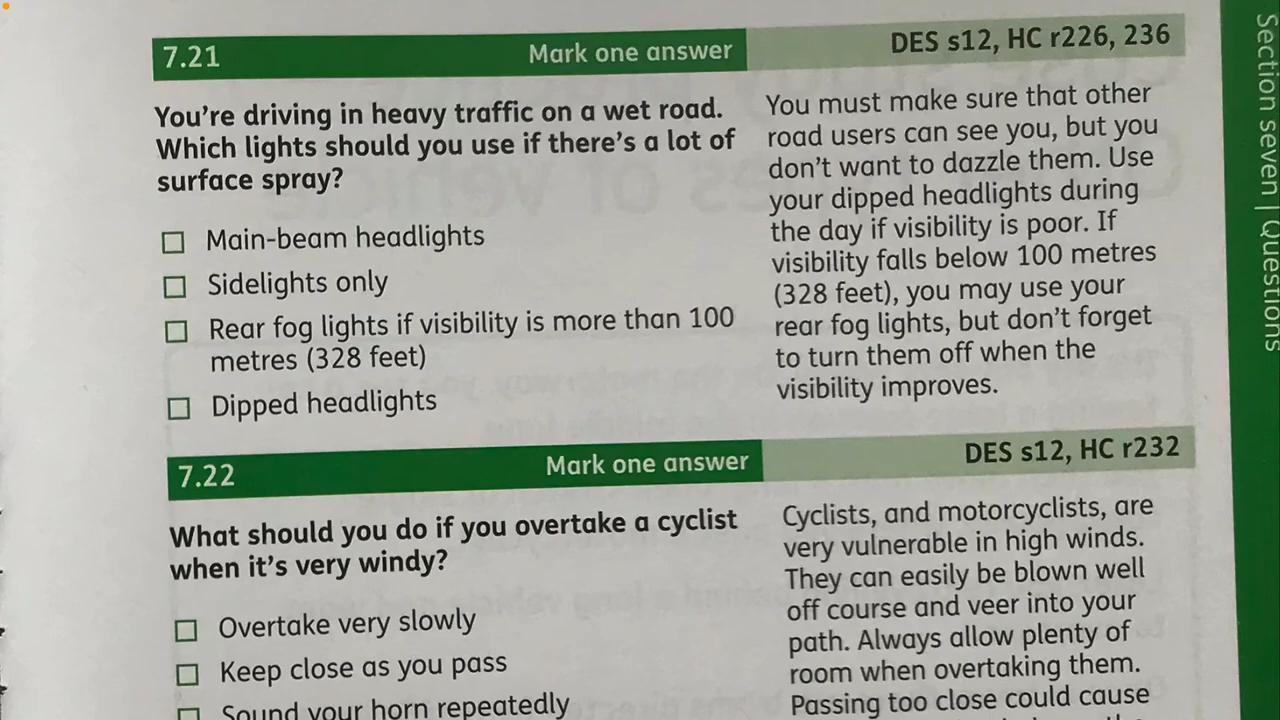 7.21 Mark one answer DES s12, HC r226, 236
You're driving in heavy traffic on a wet road.
Which lights should you use if there's a lot of
surface spray?
Main-beam headlights
Sidelights only
Rear fog lights if visibility is more than 100
metres (328 feet)
Dipped headlights
You must make sure that other
road users can see you, but you
don't want to dazzle them. Use
your dipped headlights during
the day if visibility is poor. If
visibility falls below 100 metres
(328 feet), you may use your
rear fog lights, but don't forget
to turn them off when the
visibility improves.
7.22 Mark one answer DES s12, HC r232
What should you do if you overtake a cyclist
when it's very windy?
Overtake very slowly
Keep close as you pass
Sound your horn repeatedly
Cyclists, and motorcyclists, are
very vulnerable in high winds.
They can easily be blown well
off course and veer into your
path. Always allow plenty of
room when overtaking them.
Passing too close could cause
Section seven | Questions